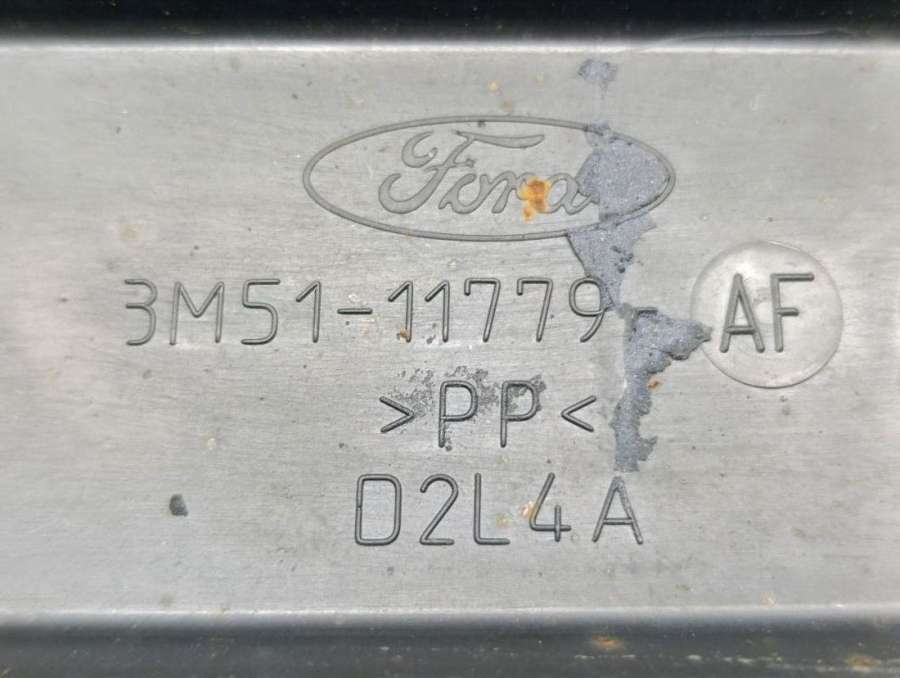 Ford
3M51-11779- AF
>PP<
D2L4A